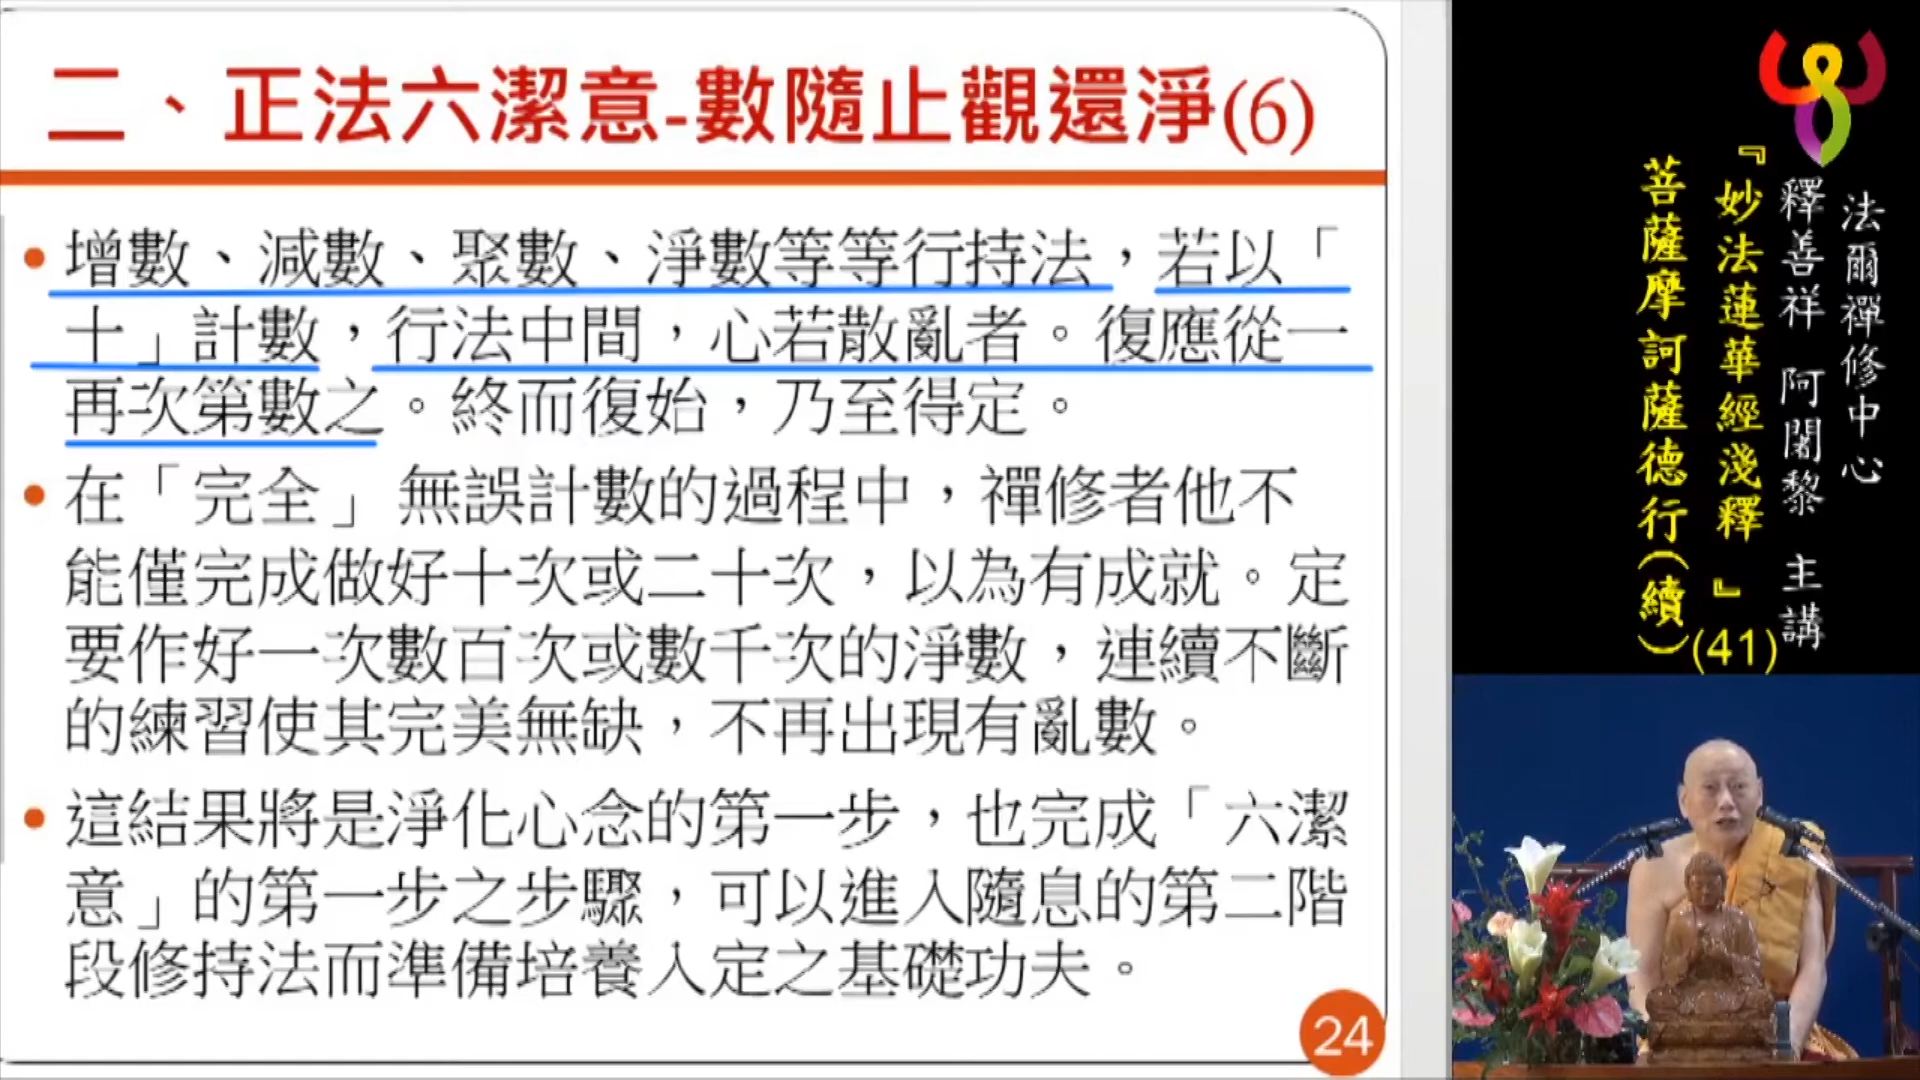 二、正法六潔意-數隨止觀還淨(6)
增數、減數、聚數、淨數等等行持法，若以「
十」計數，行法中間，心若散亂者。復應從一
再次第數之。終而復始，乃至得定。
在「完全」無誤計數的過程中，禪修者他不
能僅完成做好十次或二十次，以為有成就。定
要作好一次數百次或數千次的淨數，連續不斷
的練習使其完美無缺，不再出現有亂數。
這結果將是淨化心念的第一步，也完成「六潔
意」的第一步之步驟，可以進入隨息的第二階
段修持法而準備培養入定之基礎功夫。
24
法爾禪修中心
釋善祥 阿闍黎 主講
『妙法蓮華經淺釋』
(41)
菩薩摩訶薩德行(續)